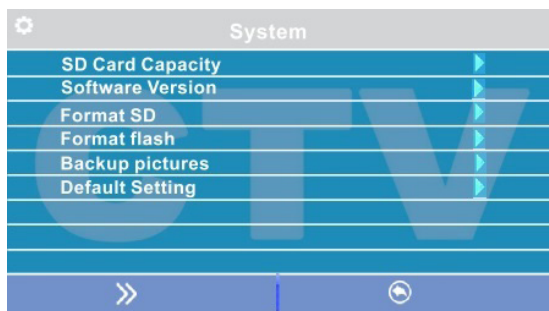 System
SD Card Capacity
Software Version
Format SD
Format flash
Backup pictures
Default Setting
CTV